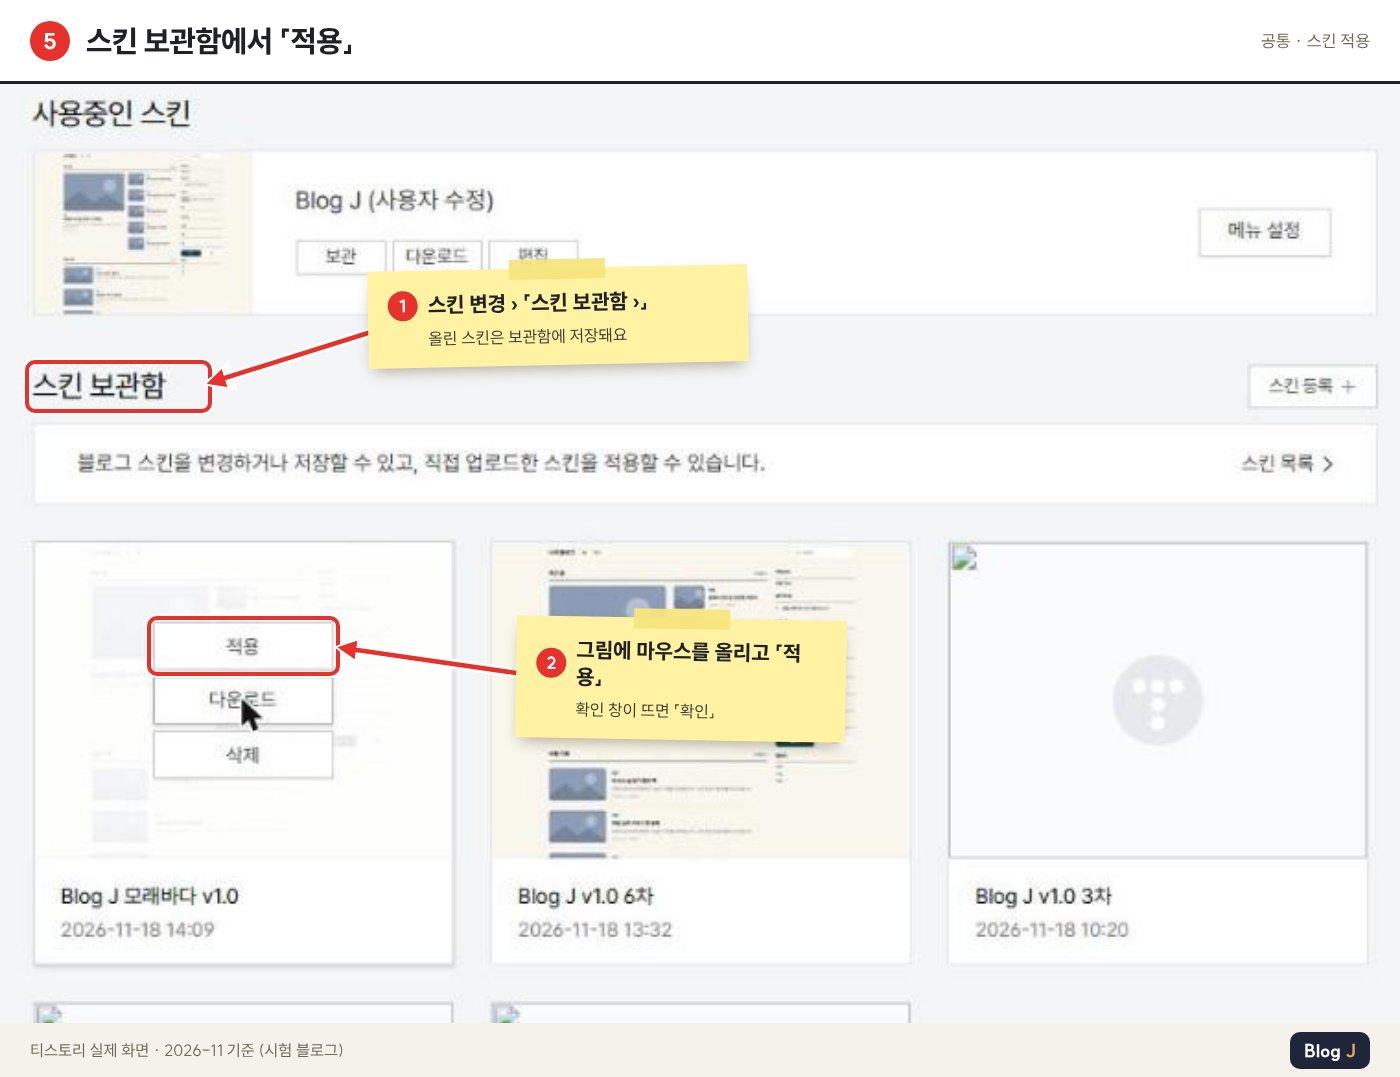 5 스킨 보관함에서 「적용」
공통 · 스킨 적용
사용중인 스킨
Blog J (사용자 수정)
보관 다운로드 편집
메뉴 설정
1 스킨 변경 › 「스킨 보관함 ›」
올린 스킨은 보관함에 저장돼요
스킨 보관함
스킨 등록 +
블로그 스킨을 변경하거나 저장할 수 있고, 직접 업로드한 스킨을 적용할 수 있습니다.
스킨 목록 >
적용
다운로드
삭제
2 그림에 마우스를 올리고 「적
용」
확인 창이 뜨면 「확인」
Blog J 모래바다 v1.0
2026-11-18 14:09
Blog J v1.0 6차
2026-11-18 13:32
Blog J v1.0 3차
2026-11-18 10:20
티스토리 실제 화면 · 2026-11 기준 (시험 블로그)
Blog J